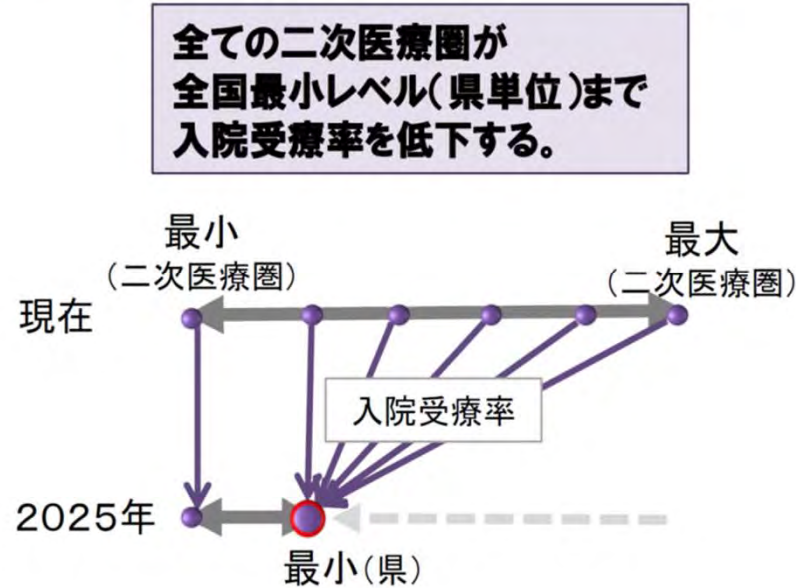 全ての二次医療圏が
全国最小レベル(県単位)まで
入院受療率を低下する。
最小
(二次医療圏)
最大
(二次医療圏)
現在
入院受療率
2025年
最小(県)